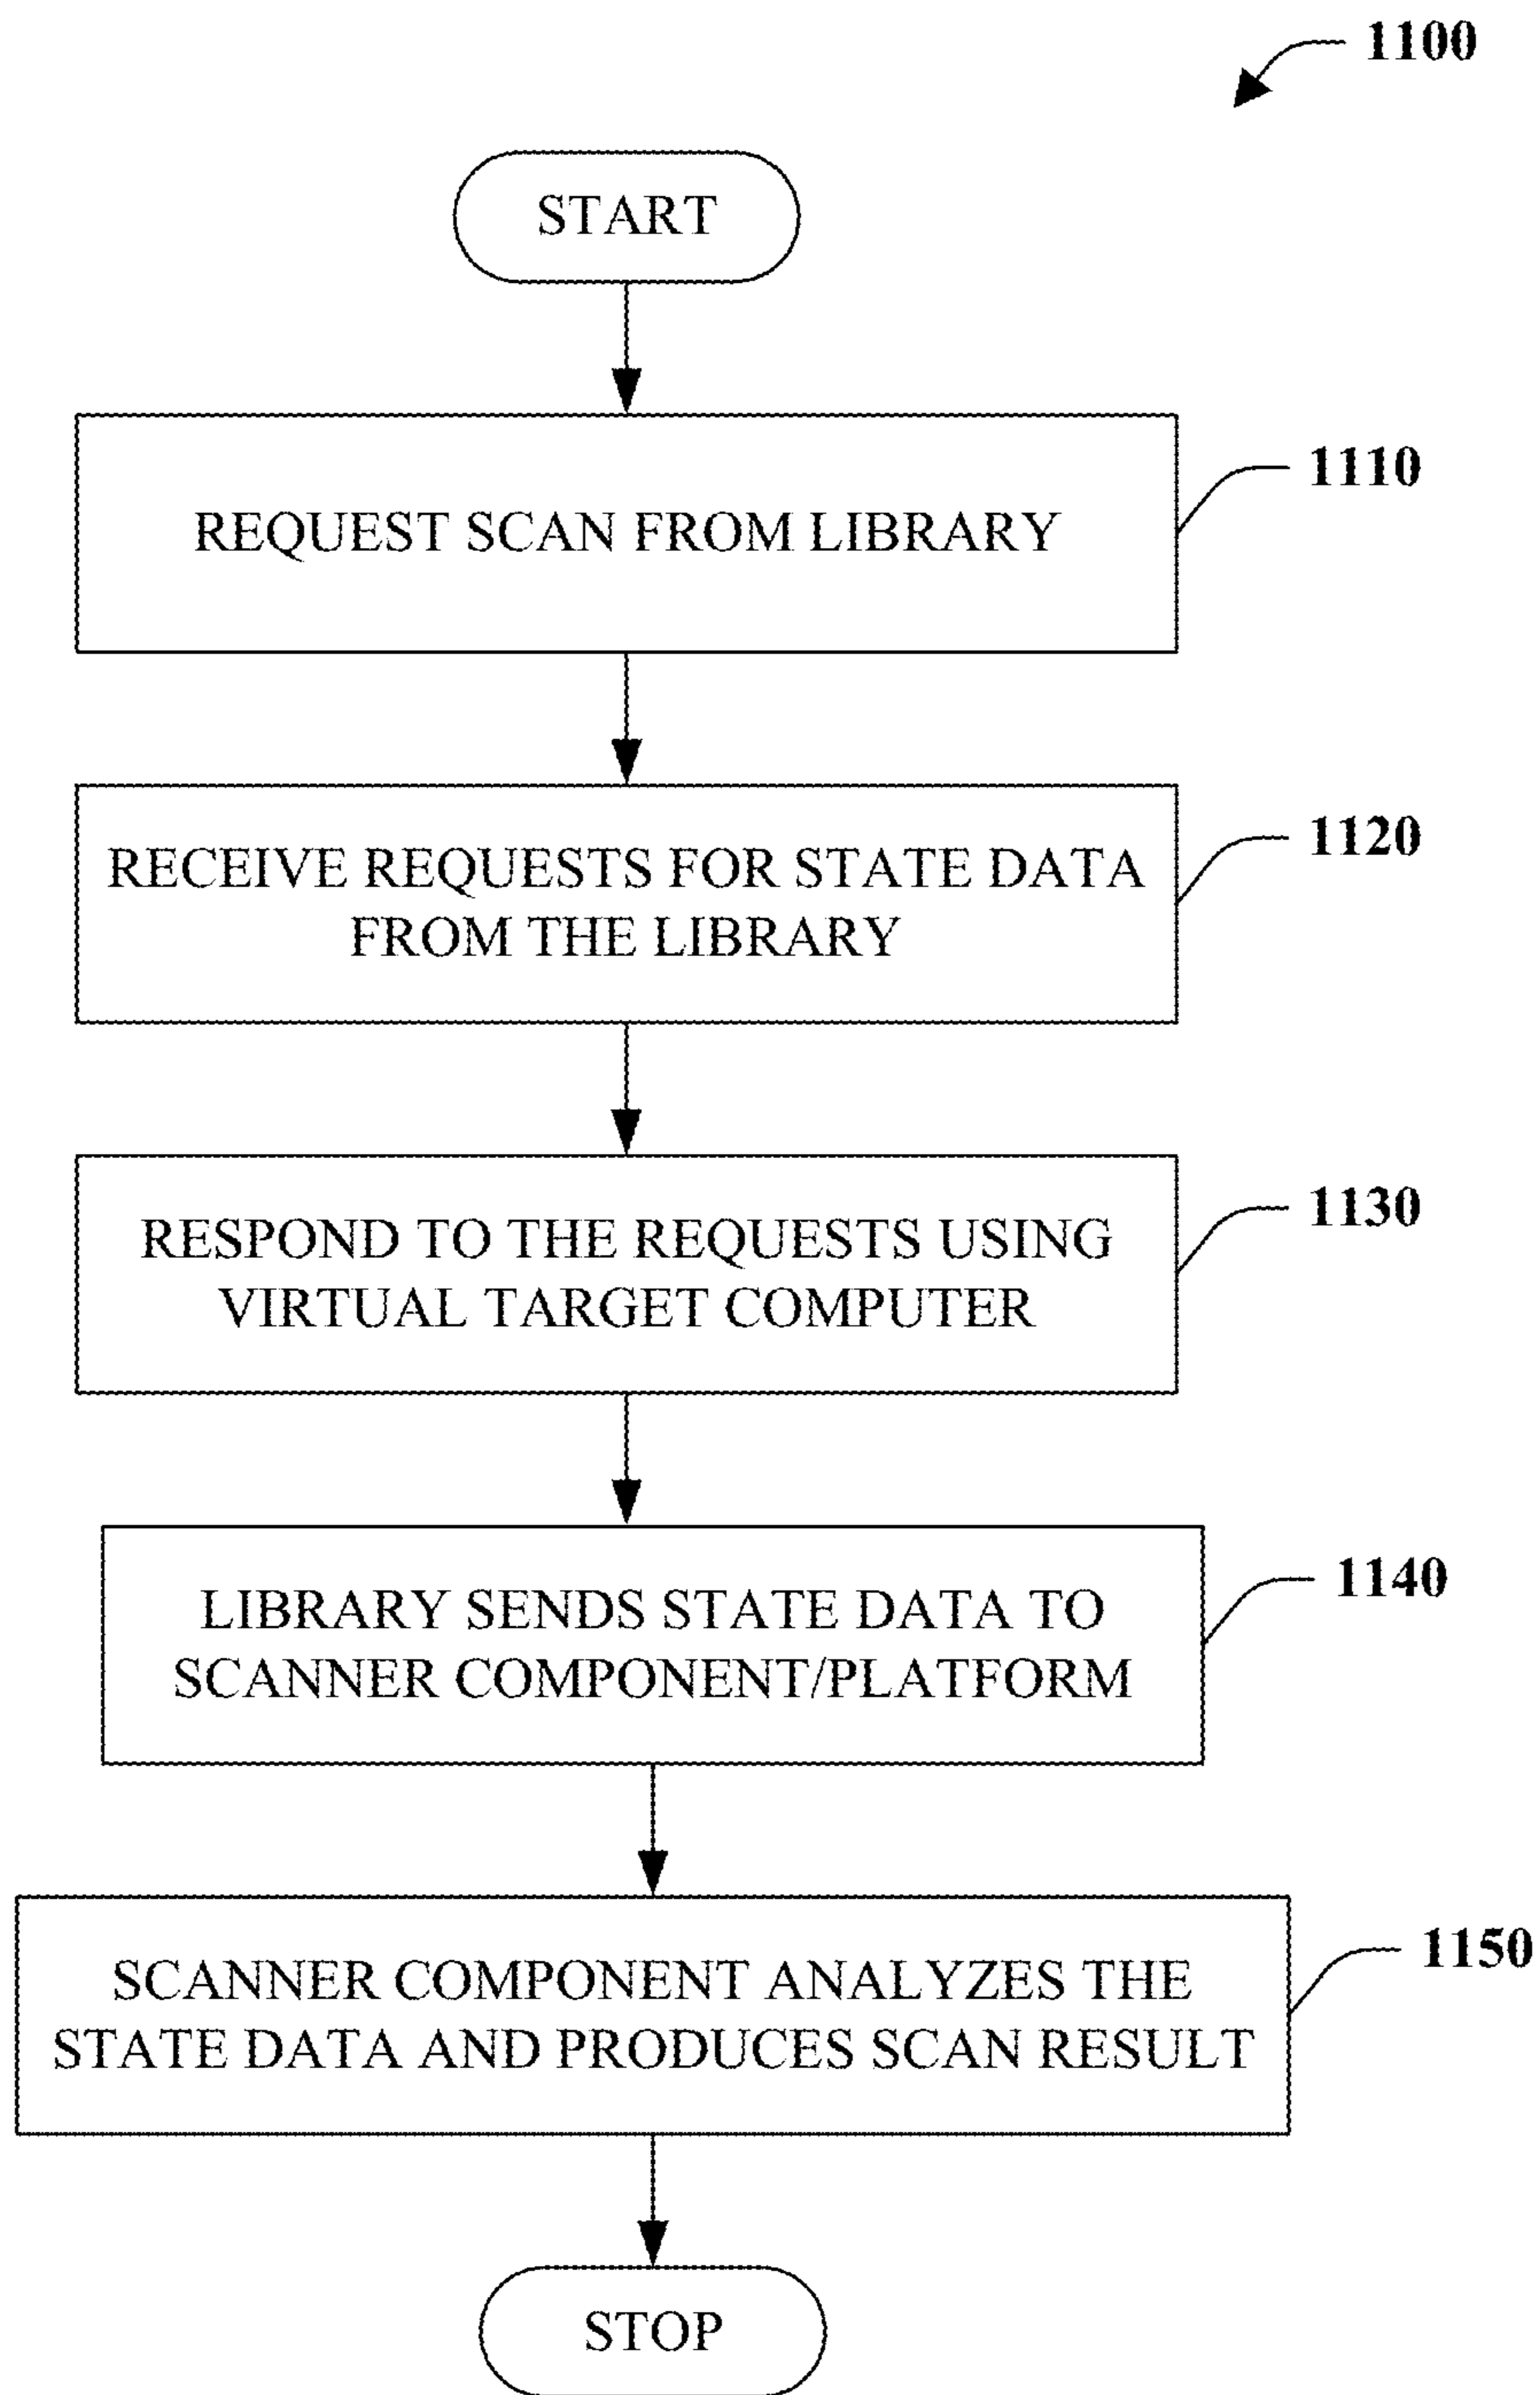 1100
START
REQUEST SCAN FROM LIBRARY
1110
RECEIVE REQUESTS FOR STATE DATA
FROM THE LIBRARY
1120
RESPOND TO THE REQUESTS USING
VIRTUAL TARGET COMPUTER
1130
LIBRARY SENDS STATE DATA TO
SCANNER COMPONENT/PLATFORM
1140
SCANNER COMPONENT ANALYZES THE
STATE DATA AND PRODUCES SCAN RESULT
1150
STOP